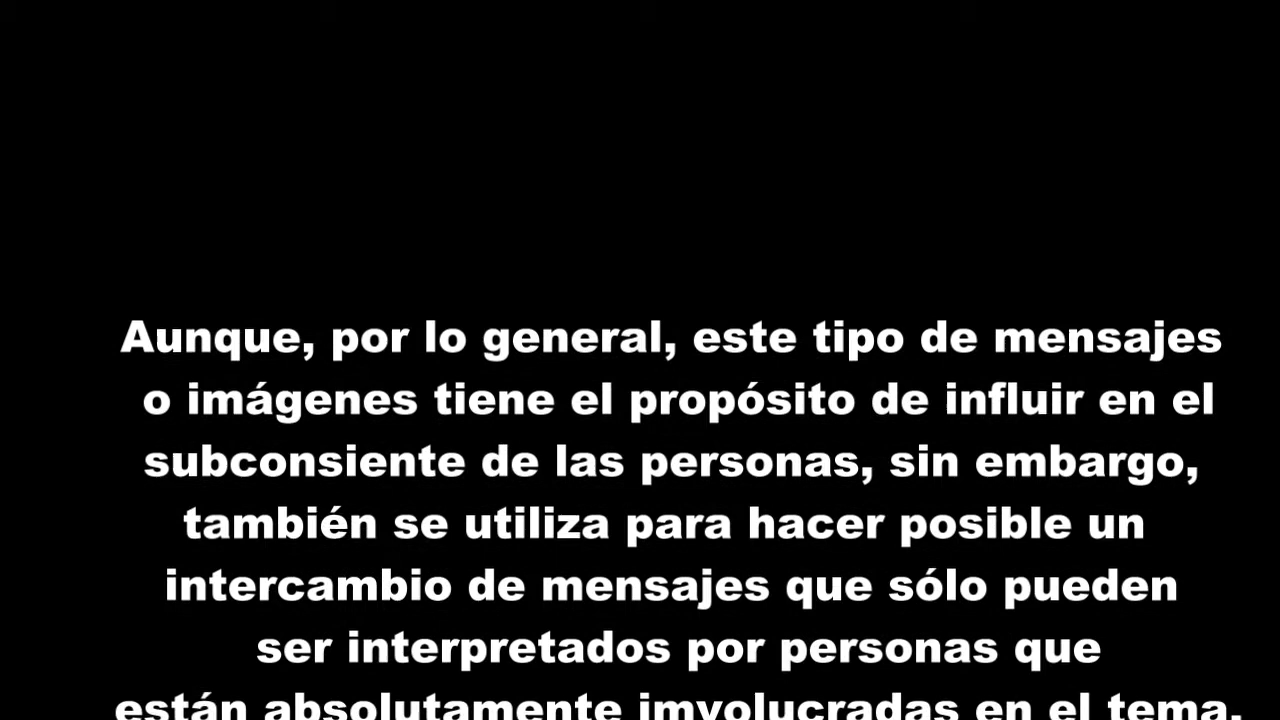 Aunque, por lo general, este tipo de mensajes
o imágenes tiene el propósito de influir en el
subconsiente de las personas, sin embargo,
también se utiliza para hacer posible un
intercambio de mensajes que sólo pueden
ser interpretados por personas que
están absolutamente imvolucradas en el tema.